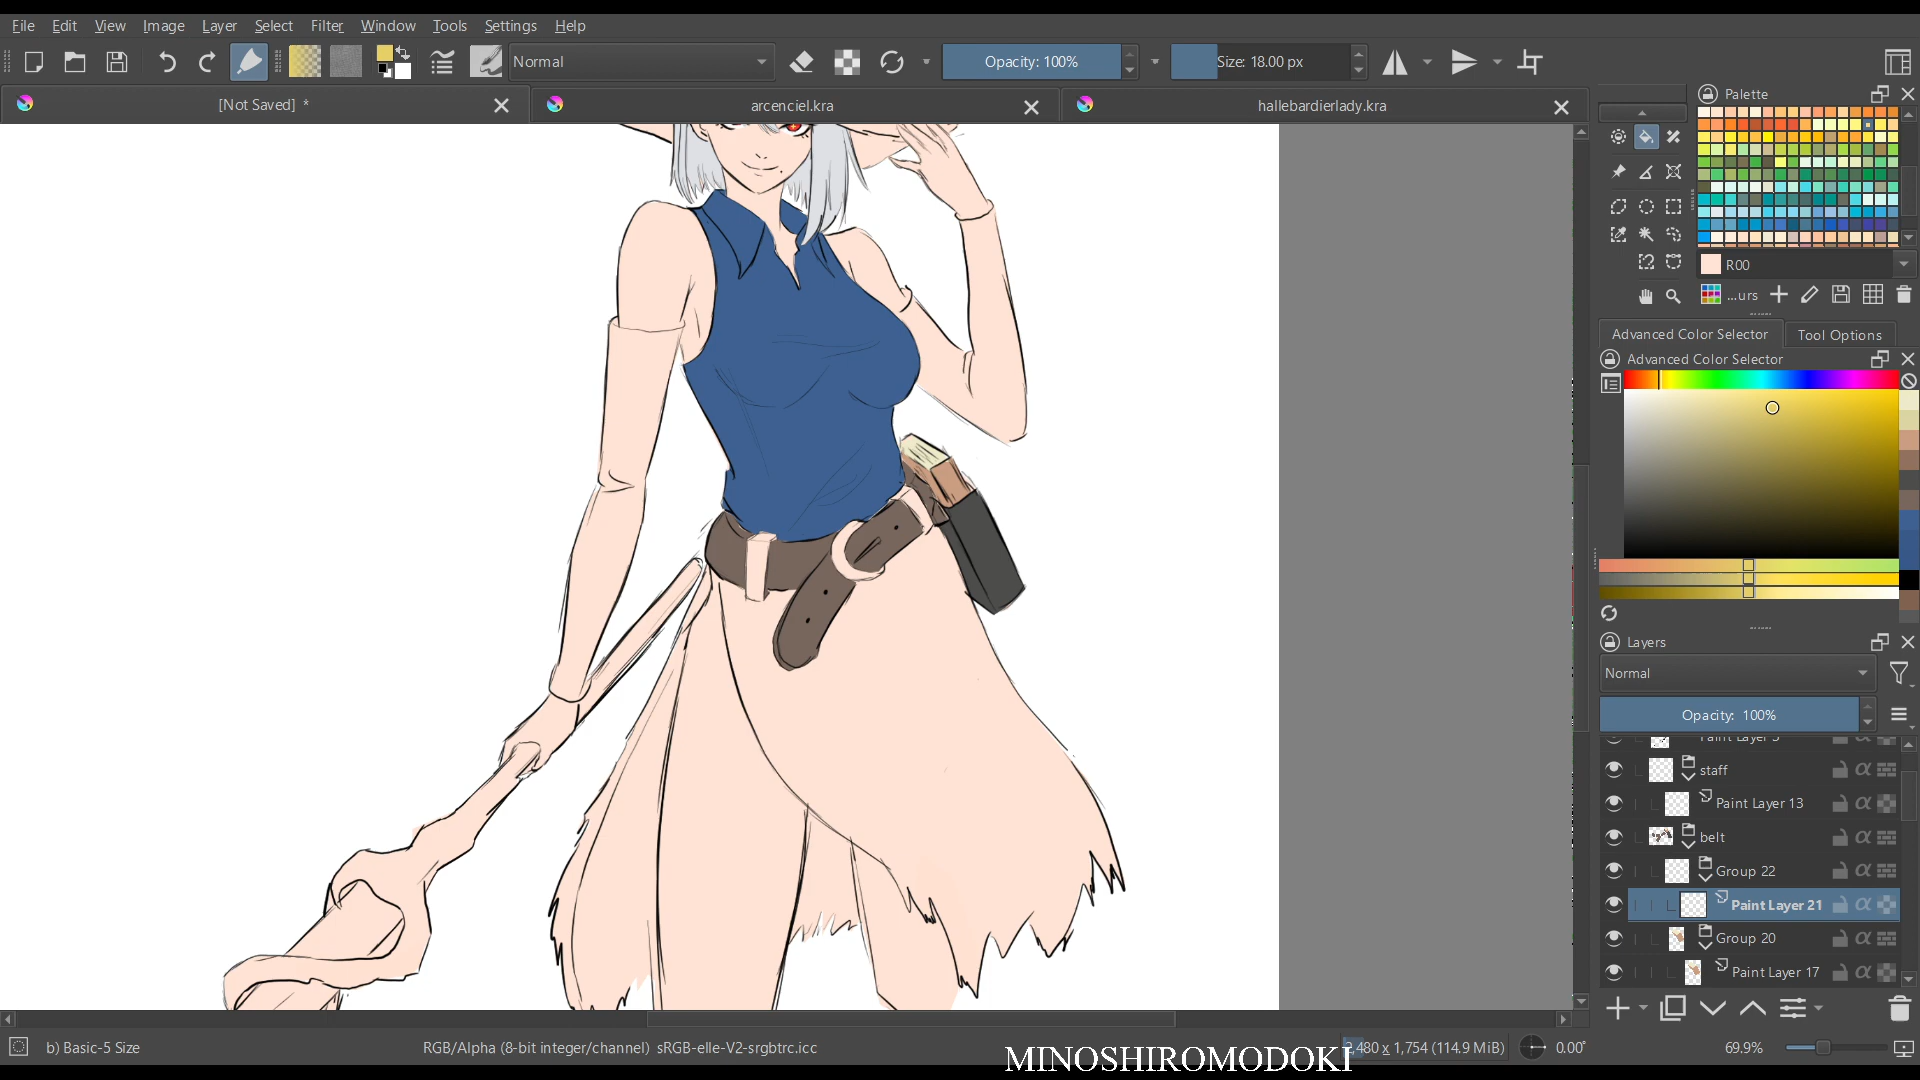 File Edit View Image Layer Select Filter Window Tools Settings Help
Normal
Opacity: 100%
Size: 18.00 px
[Not Saved] *
arcenciel.kra
hallebardierlady.kra
Palette
R00
...urs
Advanced Color Selector
Tool Options
Advanced Color Selector
Layers
Normal
Opacity: 100%
staff
Paint Layer 13
belt
Group 22
Paint Layer 21
Group 20
Paint Layer 17
b) Basic-5 Size
RGB/Alpha (8-bit integer/channel) sRGB-elle-V2-srgbtrc.icc
2,480 x 1,754 (114.9 MiB)
0.00°
69.9%
MINOSHIROMODOKI